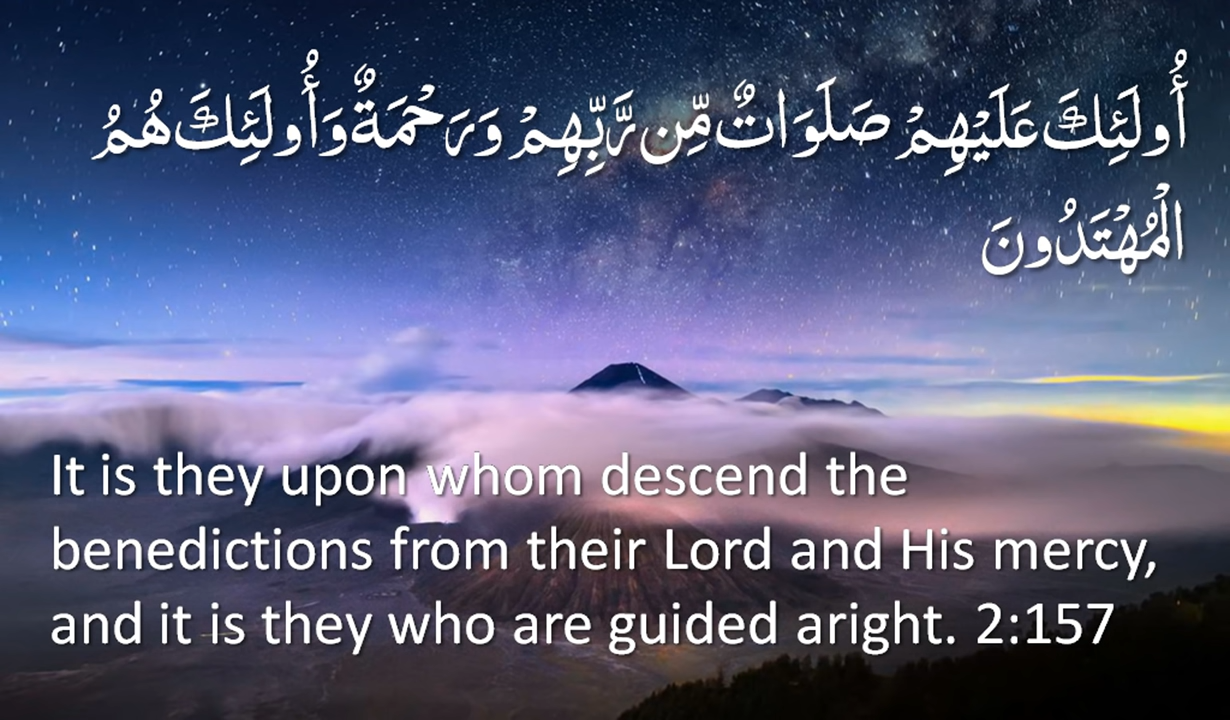 أُولَئِكَ عَلَيْهِمْ صَلَوَاتٌ مِّن رَّبِّهِمْ وَرَحْمَةٌ وَأُولَئِكَ هُمُ
الْمُهْتَدُونَ
It is they upon whom descend the
benedictions from their Lord and His mercy,
and it is they who are guided aright. 2:157